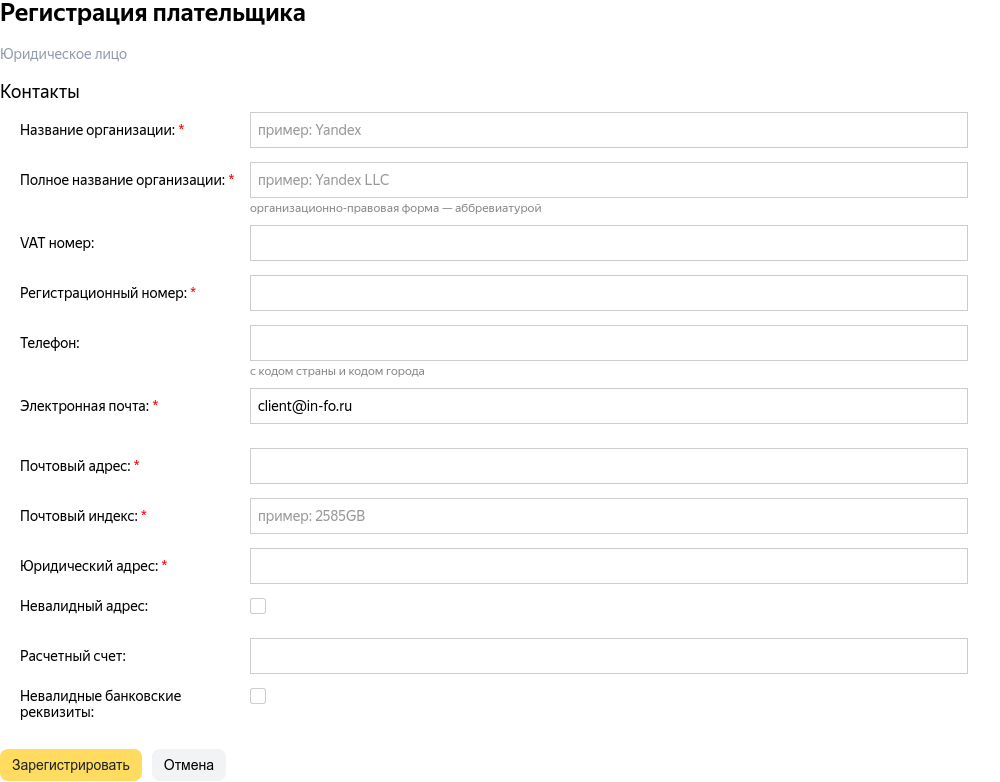 Регистрация плательщика
Юридическое лицо
Контакты
Название организации: *
пример: Yandex
Полное название организации: *
пример: Yandex LLC
организационно-правовая форма — аббревиатурой
VAT номер:
Регистрационный номер: *
Телефон:
с кодом страны и кодом города
Электронная почта: *
client@in-fo.ru
Почтовый адрес: *
Почтовый индекс: *
пример: 2585GB
Юридический адрес: *
Невалидный адрес:
Расчетный счет:
Невалидные банковские
реквизиты:
Зарегистрировать
Отмена